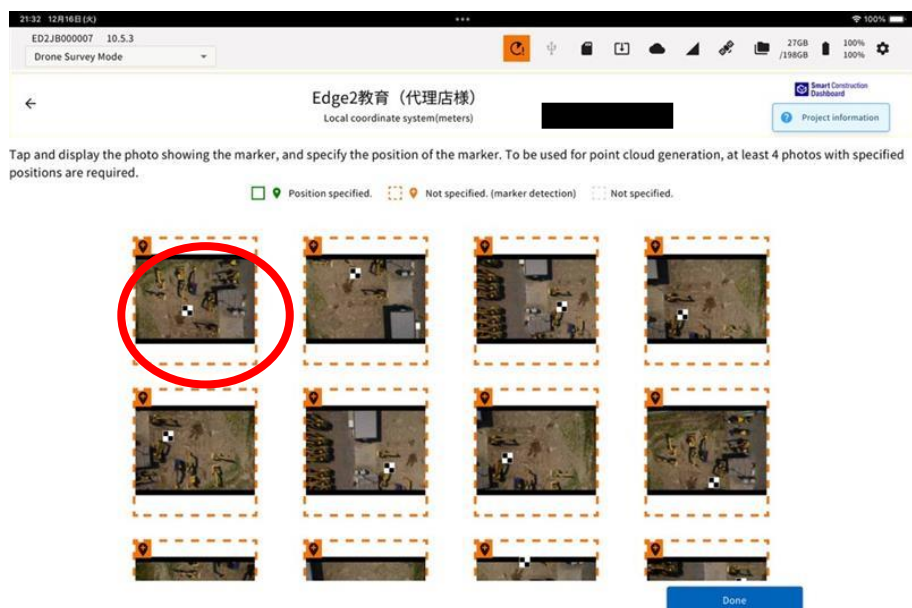 21:32 12月16日(火) 100%
ED2JB000007 10.5.3
Drone Survey Mode
27GB
/198GB
100%
100%
Edge2教育（代理店様）
Local coordinate system(meters)
Smart Construction
Dashboard
Project information
Tap and display the photo showing the marker, and specify the position of the marker. To be used for point cloud generation, at least 4 photos with specified
positions are required.
Position specified. Not specified. (marker detection) Not specified.
Done